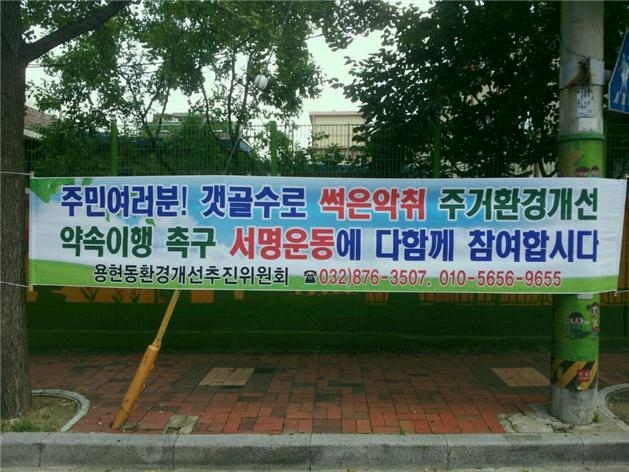 주민여러분! 갯골수로 썩은악취 주거환경개선
약속이행 촉구 서명운동에 다함께 참여합시다
용현동환경개선추진위원회 ☎032)876-3507. 010-5656-9655